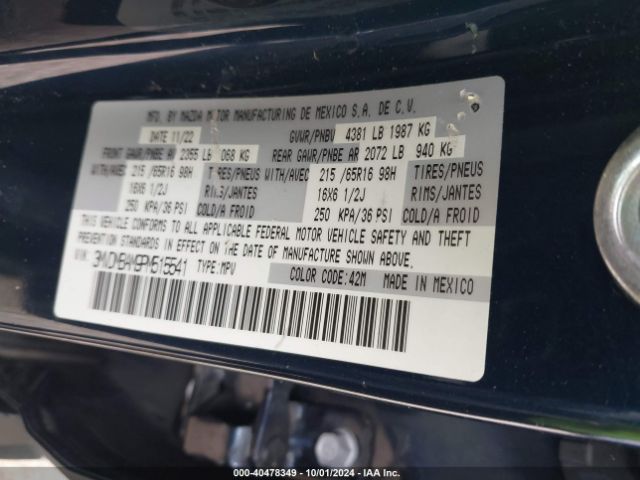 MFG. BY MAZDA MOTOR MANUFACTURING DE MEXICO S.A. DE C.V.
DATE 11/22 GVWR/PNBV 4381 LB 1987 KG
FRONT GAWR/PNBE AV 2355 LB 068 KG REAR GAWR/PNBE AR 2072 LB 940 KG
WITH/AVEC 215/65R16 98H TIRES/PNEUS WITH/AVEC 215/65R16 98H TIRES/PNEUS
16X6 1/2J RIMS/JANTES 16X6 1/2J RIMS/JANTES
250 KPA/36 PSI COLD/A FROID 250 KPA/36 PSI COLD/A FROID
THIS VEHICLE CONFORMS TO ALL APPLICABLE FEDERAL MOTOR VEHICLE SAFETY AND THEFT
PREVENTION STANDARDS IN EFFECT ON THE DATE OF MANUFACTURE SHOWN ABOVE.
VIN: TYPE:MPV COLOR CODE:42M MADE IN MEXICO
000-40478349 | 10/01/2024 | IAA Inc.